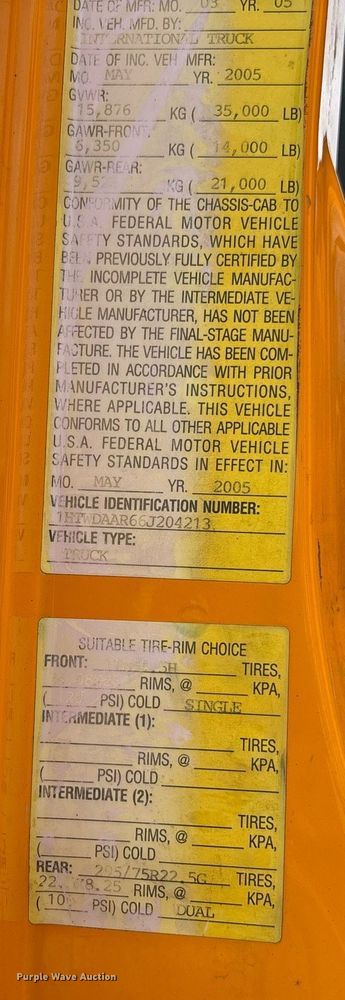 DATE OF MFR: MO. 03 YR. 05
INC. VEH. MFD. BY:
INTERNATIONAL TRUCK
DATE OF INC. VEH MFR:
MO. MAY YR. 2005
GVWR:
15,876 KG ( 35,000 LB)
GAWR-FRONT:
6,350 KG ( 14,000 LB)
GAWR-REAR:
KG ( 21,000 LB)
CONFORMITY OF THE CHASSIS-CAB TO
U.S.A. FEDERAL MOTOR VEHICLE
SAFETY STANDARDS, WHICH HAVE
BEEN PREVIOUSLY FULLY CERTIFIED BY
THE INCOMPLETE VEHICLE MANUFAC-
TURER OR BY THE INTERMEDIATE VE-
HICLE MANUFACTURER, HAS NOT BEEN
AFFECTED BY THE FINAL-STAGE MANU-
FACTURE. THE VEHICLE HAS BEEN COM-
PLETED IN ACCORDANCE WITH PRIOR
MANUFACTURER'S INSTRUCTIONS,
WHERE APPLICABLE. THIS VEHICLE
CONFORMS TO ALL OTHER APPLICABLE
U.S.A. FEDERAL MOTOR VEHICLE
SAFETY STANDARDS IN EFFECT IN:
MO. MAY YR. 2005
VEHICLE IDENTIFICATION NUMBER:
1HTWDAAR66J204213
VEHICLE TYPE:
TRUCK
SUITABLE TIRE-RIM CHOICE
FRONT: TIRES,
RIMS, @ KPA,
( PSI) COLD SINGLE
INTERMEDIATE (1):
TIRES,
RIMS, @ KPA,
( PSI) COLD
INTERMEDIATE (2):
TIRES,
RIMS, @ KPA,
( PSI) COLD
REAR: 295/75R22.5G TIRES,
8.25 RIMS, @ KPA,
( PSI) COLD DUAL
Purple Wave Auction